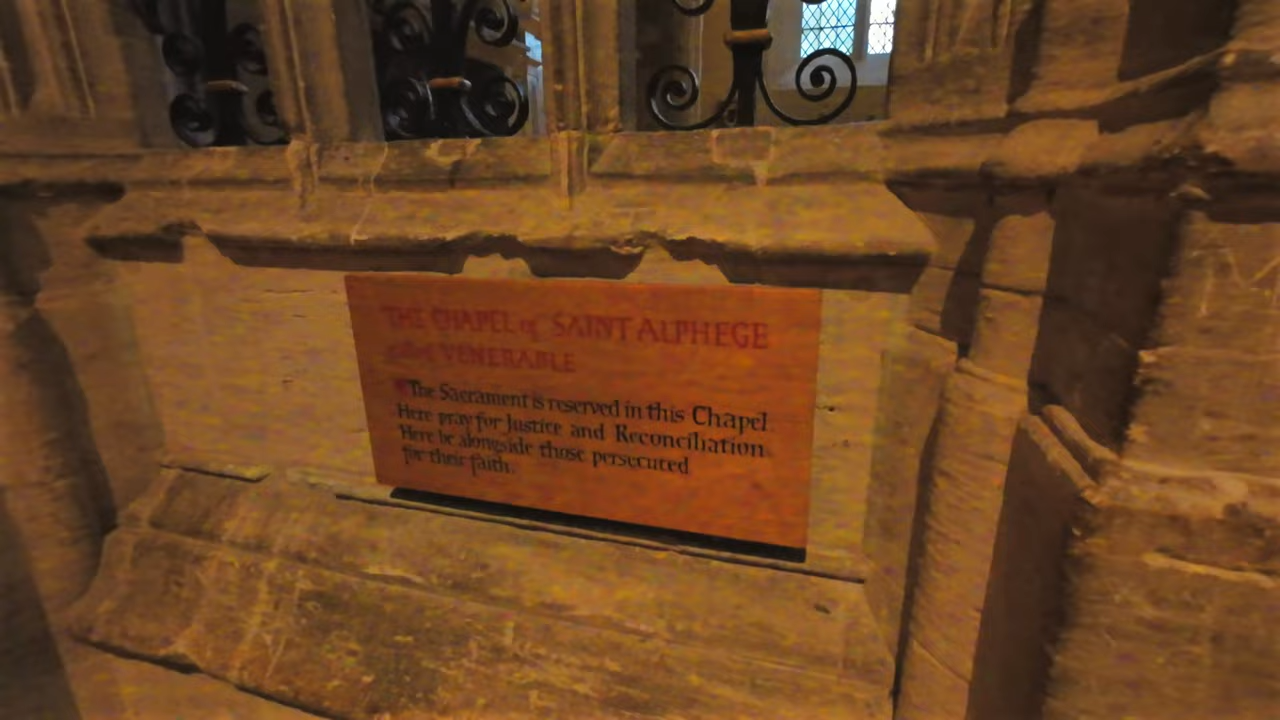 THE CHAPEL of SAINT ALPHEGE
VENERABLE
The Sacrament is reserved in this Chapel.
Here pray for Justice and Reconciliation
Here be alongside those persecuted
for their faith.